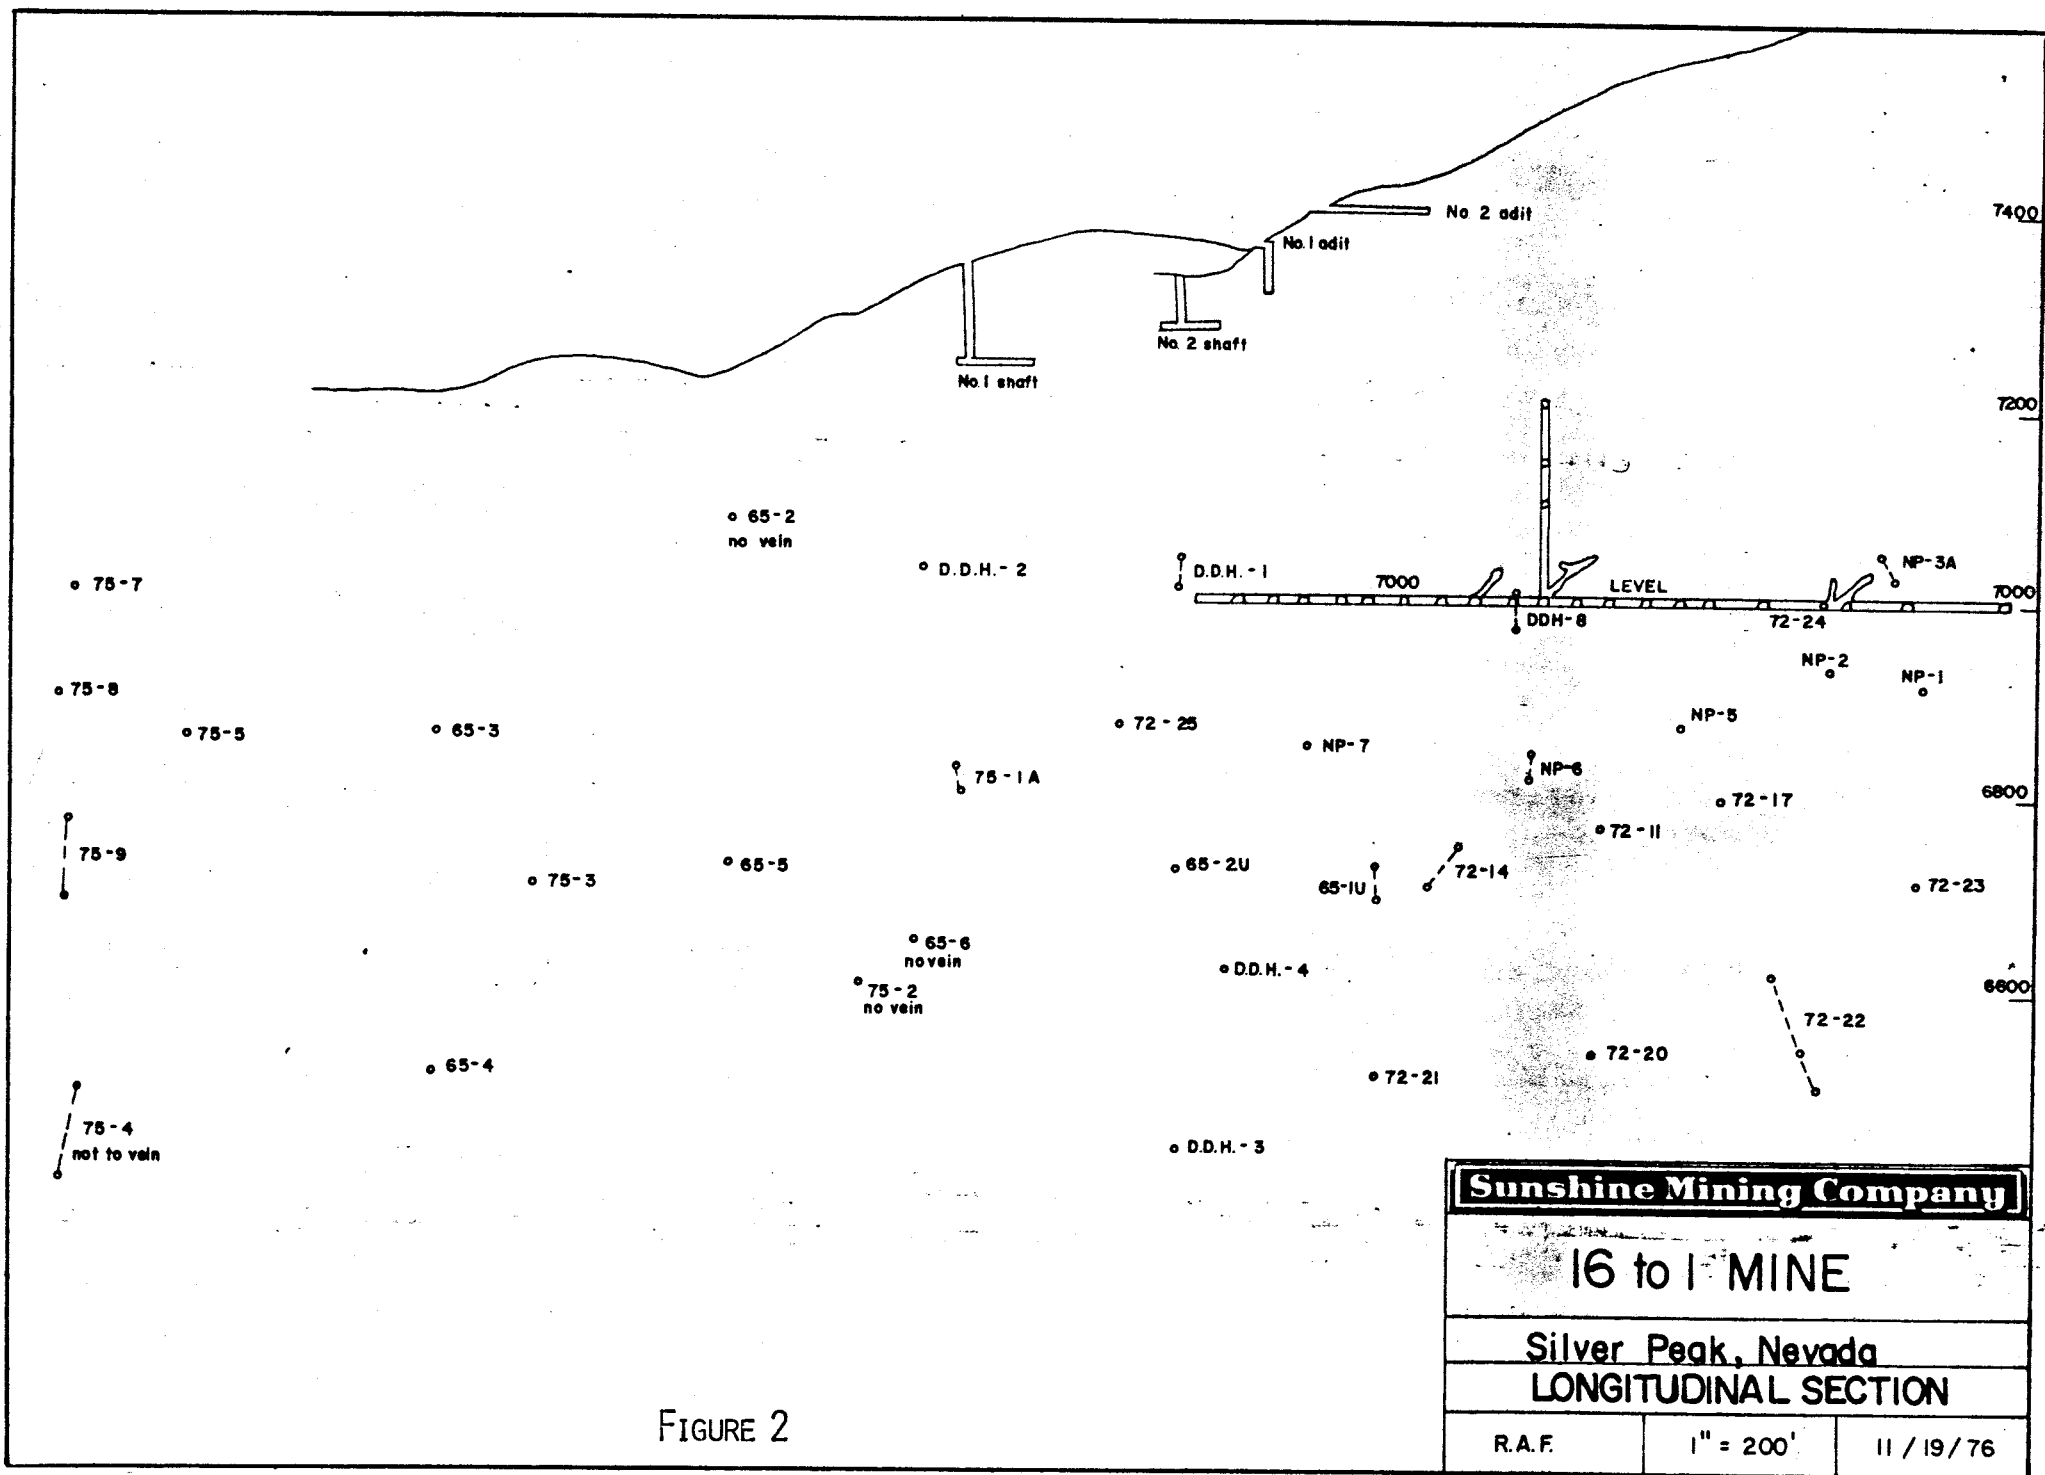 No. 2 adit
7400
No. 1 adit
No. 2 shaft
No. 1 shaft
7200
65-2
no vein
D.D.H.-2
D.D.H.-1
7000
LEVEL
NP-3A
75-7
7000
DDH-8
72-24
NP-2
NP-1
75-8
75-5
65-3
72-25
NP-7
NP-5
75-1A
NP-6
72-17
6800
72-11
75-9
75-3
65-5
65-2U
65-1U
72-14
72-23
65-6
no vein
D.D.H.-4
75-2
no vein
6600
72-22
72-20
65-4
72-21
75-4
not to vein
D.D.H.-3
Sunshine Mining Company
16 to 1 MINE
Silver Peak, Nevada
LONGITUDINAL SECTION
R.A.F.
1" = 200'
11/19/76
FIGURE 2